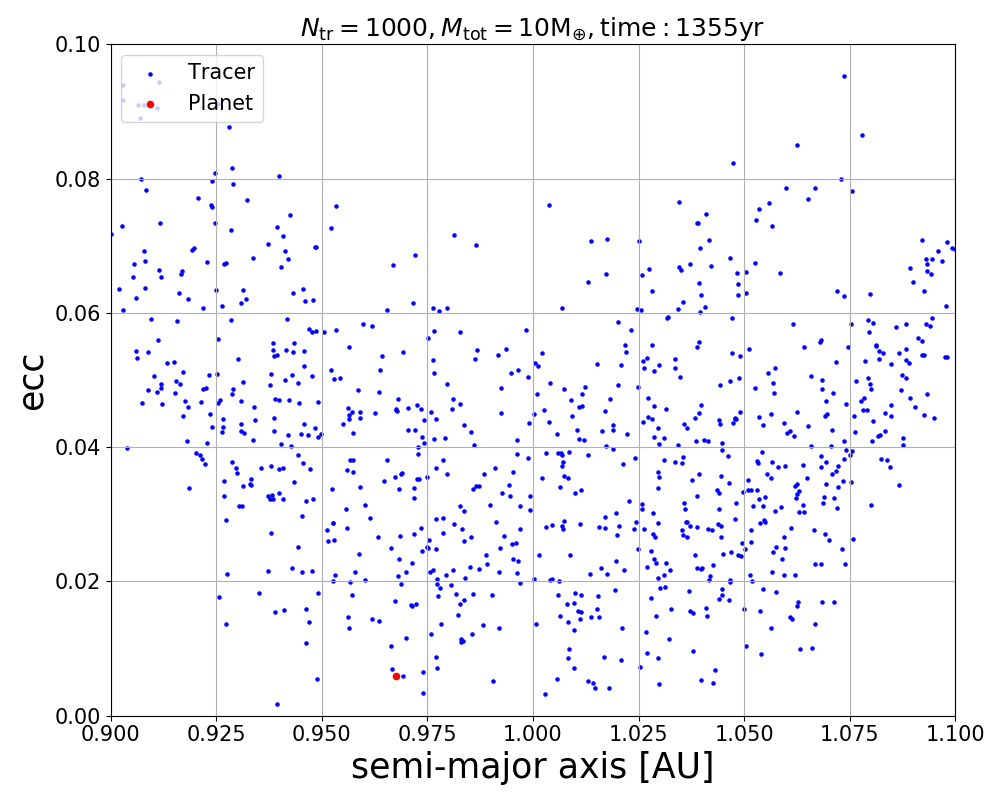 N_tr = 1000, M_tot = 10M_⊕, time : 1355yr
Tracer
Planet
ecc
0.10
0.08
0.06
0.04
0.02
0.00
0.900 0.925 0.950 0.975 1.000 1.025 1.050 1.075 1.100
semi-major axis [AU]